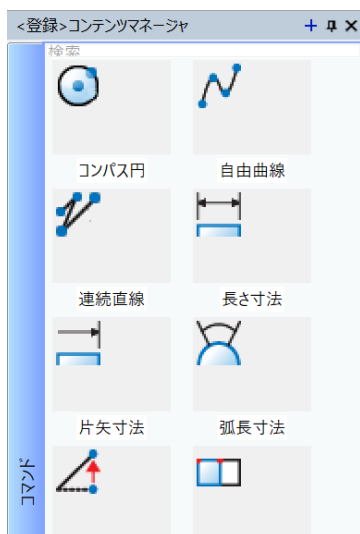 <登録>コンテンツマネージャ
検索
コンパス円
自由曲線
連続直線
長さ寸法
片矢寸法
弧長寸法
コマンド